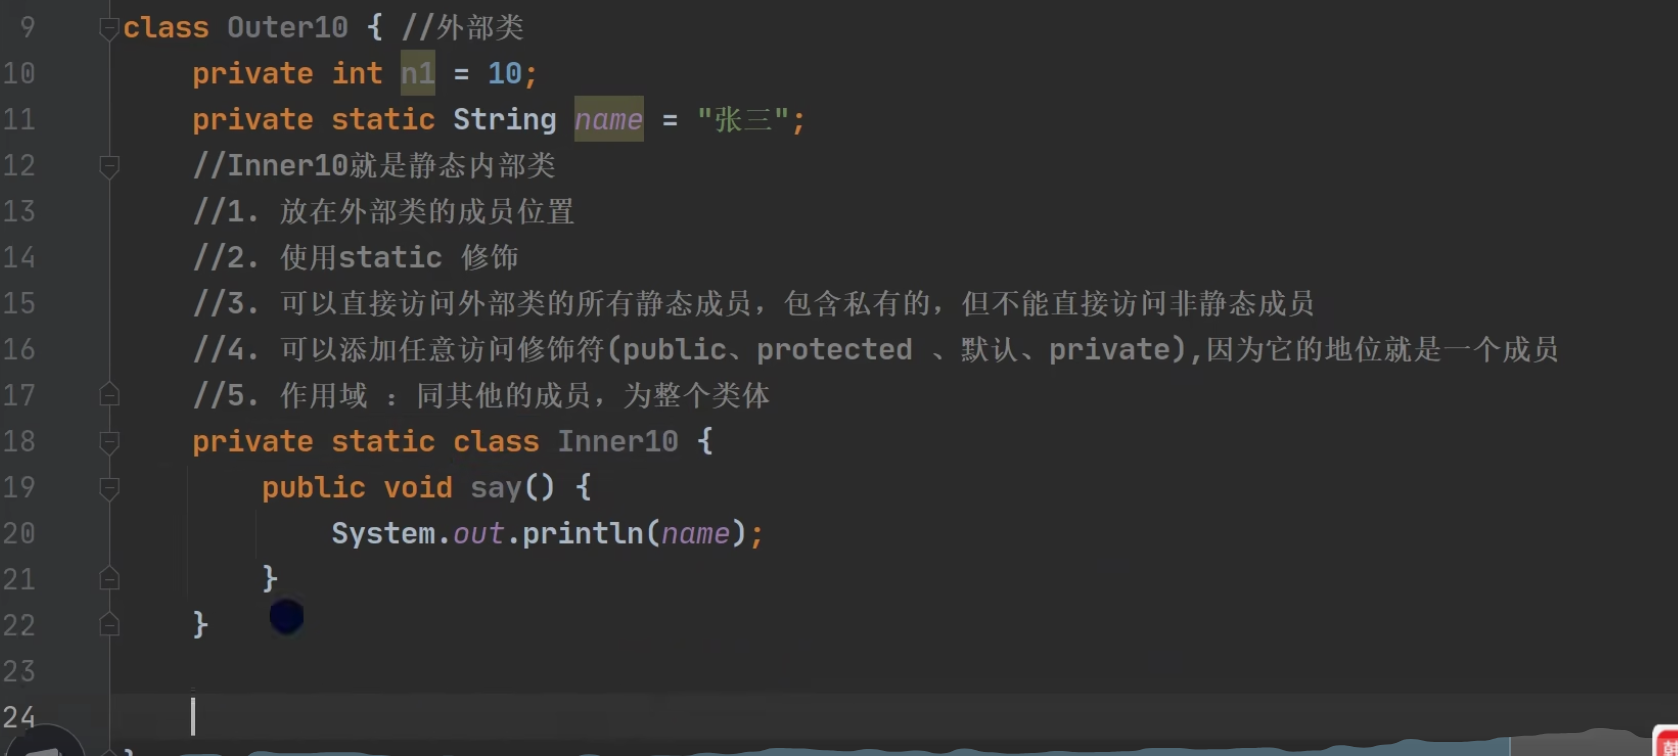 9 class Outer10 { //外部类
10 private int n1 = 10;
11 private static String name = "张三";
12 //Inner10就是静态内部类
13 //1. 放在外部类的成员位置
14 //2. 使用static 修饰
15 //3. 可以直接访问外部类的所有静态成员，包含私有的，但不能直接访问非静态成员
16 //4. 可以添加任意访问修饰符(public、protected 、默认、private),因为它的地位就是一个成员
17 //5. 作用域 ：同其他的成员，为整个类体
18 private static class Inner10 {
19 public void say() {
20 System.out.println(name);
21 }
22 }
23
24